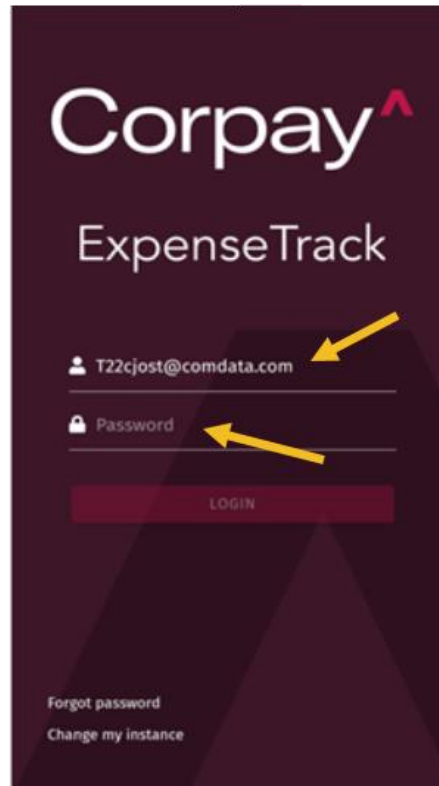 Corpay^
ExpenseTrack
T22cjost@comdata.com
Password
LOGIN
Forgot password
Change my instance